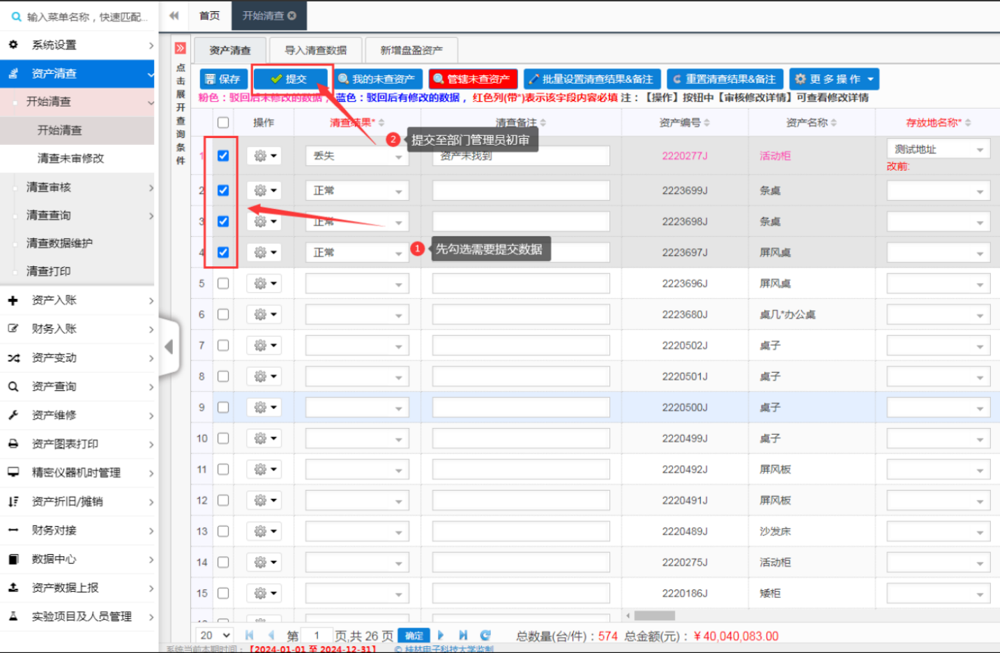 输入菜单名称，快速匹配...
首页
开始清查
系统设置
资产清查
开始清查
开始清查
清查未审修改
清查审核
清查查询
清查数据维护
清查打印
资产入账
财务入账
资产变动
资产查询
资产维修
资产图表打印
精密仪器机时管理
资产折旧/摊销
财务对接
数据中心
资产数据上报
实验项目及人员管理
点击展开查询条件
资产清查 导入清查数据 新增盘盈资产
保存 提交 我的未查资产 管辖未查资产 批量设置清查结果&备注 重置清查结果&备注 更多操作
粉色：驳回后未修改的数据， 蓝色：驳回后有修改的数据， 红色列(带*)表示该字段内容必填 注：【操作】按钮中【审核修改详情】可查看修改详情
操作 清查结果* 清查备注 资产编号 资产名称 存放地名称*
2 提交至部门管理员初审
1 丢失 资产未找到 2220277J 活动柜 测试地址
改前:
2 正常 2223699J 条桌
3 正常 2223698J 条桌
4 正常 2223697J 屏风桌
1 先勾选需要提交数据
5 2223696J 屏风桌
6 2223680J 桌几*办公桌
7 2220502J 桌子
8 2220501J 桌子
9 2220500J 桌子
10 2220499J 桌子
11 2220492J 屏风板
12 2220491J 屏风板
13 2220489J 沙发床
14 2220275J 活动柜
15 2220186J 矮柜
20 第 1 页,共 26 页 确定 总数量(台/件)：574 总金额(元)：￥40,040,083.00
系统当前本期时间：【2024-01-01 至 2024-12-31】 © 桂林电子科技大学监制